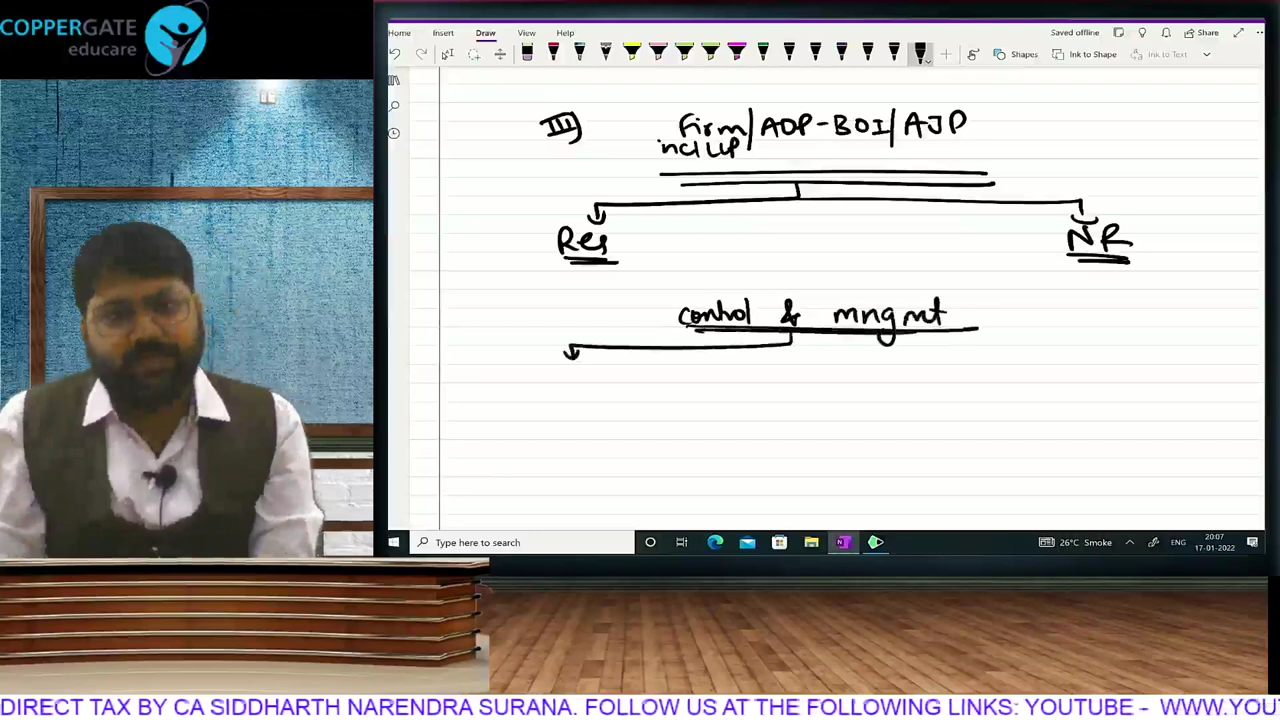 COPPERGATE
educare
Home Insert Draw View Help
Saved offline
Share
Shapes
Ink to Shape
Ink to Text
III) Firm/AOP-BOI/AJP
incl LLP
Res NR
control & mngmt
Type here to search
26°C Smoke
ENG
20:07
17-01-2022
DIRECT TAX BY CA SIDDHARTH NARENDRA SURANA. FOLLOW US AT THE FOLLOWING LINKS: YOUTUBE - WWW.YOU